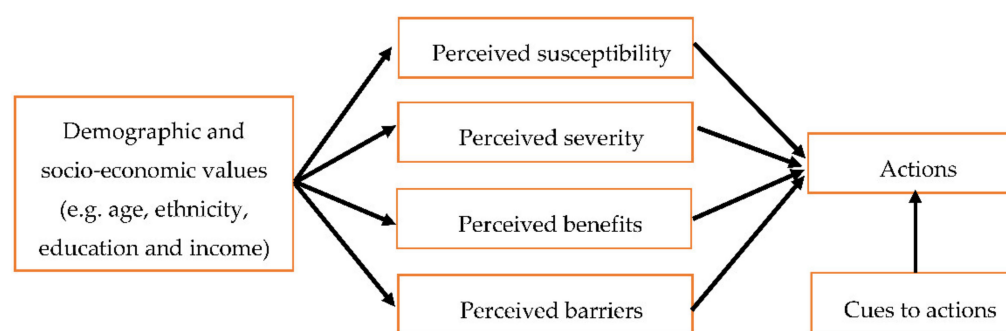 Demographic and
socio-economic values
(e.g. age, ethnicity,
education and income)
Perceived susceptibility
Perceived severity
Perceived benefits
Perceived barriers
Actions
Cues to actions